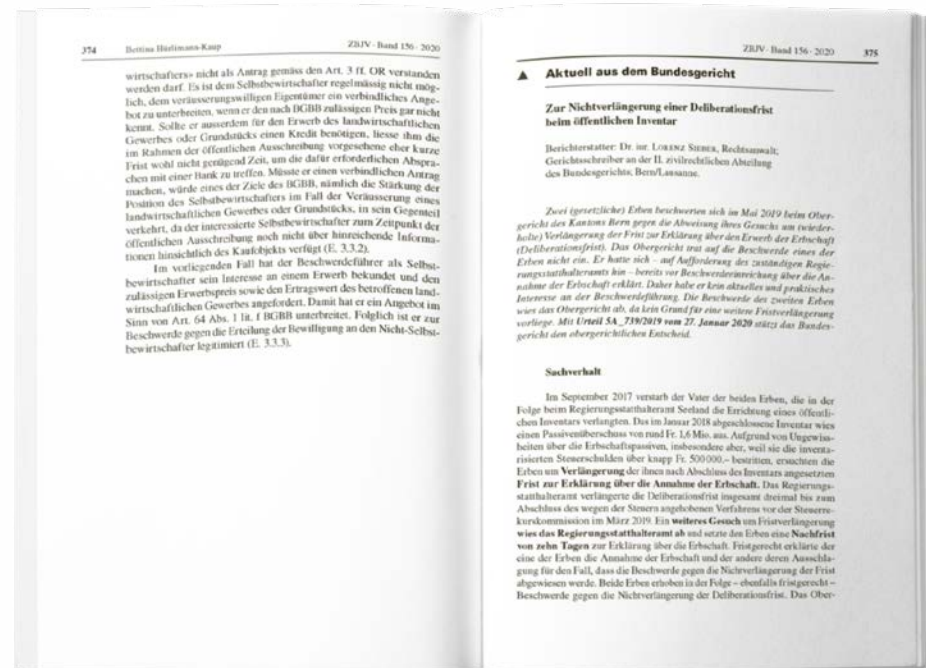 374 Bettina Hürlimann-Kaup ZBJV · Band 156 · 2020
wirtschafters» nicht als Antrag gemäss den Art. 3 ff. OR verstanden
werden darf. Es ist dem Selbstbewirtschafter regelmässig nicht mög-
lich, dem veräusserungswilligen Eigentümer ein verbindliches Ange-
bot zu unterbreiten, wenn er den nach BGBB zulässigen Preis gar nicht
kennt. Sollte er ausserdem für den Erwerb des landwirtschaftlichen
Gewerbes oder Grundstücks einen Kredit benötigen, liesse ihm die
im Rahmen der öffentlichen Ausschreibung vorgesehene eher kurze
Frist wohl nicht genügend Zeit, um die dafür erforderlichen Abspra-
chen mit einer Bank zu treffen. Müsste er einen verbindlichen Antrag
machen, würde eines der Ziele des BGBB, nämlich die Stärkung der
Position des Selbstbewirtschafters im Fall der Veräusserung eines
landwirtschaftlichen Gewerbes oder Grundstücks, in sein Gegenteil
verkehrt, da der interessierte Selbstbewirtschafter zum Zeitpunkt der
öffentlichen Ausschreibung noch nicht über hinreichende Informa-
tionen hinsichtlich des Kaufobjekts verfügt (E. 3.3.2).
Im vorliegenden Fall hat der Beschwerdeführer als Selbst-
bewirtschafter sein Interesse an einem Erwerb bekundet und den
zulässigen Erwerbspreis sowie den Ertragswert des betroffenen land-
wirtschaftlichen Gewerbes angefordert. Damit hat er ein Angebot im
Sinn von Art. 64 Abs. 1 lit. f BGBB unterbreitet. Folglich ist er zur
Beschwerde gegen die Erteilung der Bewilligung an den Nicht-Selbst-
bewirtschafter legitimiert (E. 3.3.3).
ZBJV · Band 156 · 2020 375
▲ Aktuell aus dem Bundesgericht
Zur Nichtverlängerung einer Deliberationsfrist
beim öffentlichen Inventar
Berichterstatter: Dr. iur. LORENZ SIEBER, Rechtsanwalt;
Gerichtsschreiber an der II. zivilrechtlichen Abteilung
des Bundesgerichts, Bern/Lausanne.
Zwei (gesetzliche) Erben beschwerten sich im Mai 2019 beim Ober-
gericht des Kantons Bern gegen die Abweisung ihres Gesuchs um (wieder-
holte) Verlängerung der Frist zur Erklärung über den Erwerb der Erbschaft
(Deliberationsfrist). Das Obergericht trat auf die Beschwerde eines der
Erben nicht ein. Er hatte sich – auf Aufforderung des zuständigen Regie-
rungsstatthalteramts hin – bereits vor Beschwerdeeinreichung über die An-
nahme der Erbschaft erklärt. Daher habe er kein aktuelles und praktisches
Interesse an der Beschwerdeführung. Die Beschwerde des zweiten Erben
wies das Obergericht ab, da kein Grund für eine weitere Fristverlängerung
vorliege. Mit Urteil 5A_739/2019 vom 27. Januar 2020 stützt das Bundes-
gericht den obergerichtlichen Entscheid.
Sachverhalt
Im September 2017 verstarb der Vater der beiden Erben, die in der
Folge beim Regierungsstatthalteramt Seeland die Errichtung eines öffentli-
chen Inventars verlangten. Das im Januar 2018 abgeschlossene Inventar wies
einen Passivenüberschuss von rund Fr. 1,6 Mio. aus. Aufgrund von Ungewiss-
heiten über die Erbschaftspassiven, insbesondere aber, weil sie die inventa-
risierten Steuerschulden über knapp Fr. 500 000.– bestritten, ersuchten die
Erben um Verlängerung der ihnen nach Abschluss des Inventars angesetzten
Frist zur Erklärung über die Annahme der Erbschaft. Das Regierungs-
statthalteramt verlängerte die Deliberationsfrist insgesamt dreimal bis zum
Abschluss des wegen der Steuern angehobenen Verfahrens vor der Steuerre-
kurskommission im März 2019. Ein weiteres Gesuch um Fristverlängerung
wies das Regierungsstatthalteramt ab und setzte den Erben eine Nachfrist
von zehn Tagen zur Erklärung über die Erbschaft. Fristgerecht erklärte der
eine der Erben die Annahme der Erbschaft und der andere deren Ausschla-
gung für den Fall, dass die Beschwerde gegen die Nichtverlängerung der Frist
abgewiesen werde. Beide Erben erhoben in der Folge – ebenfalls fristgerecht –
Beschwerde gegen die Nichtverlängerung der Deliberationsfrist. Das Ober-